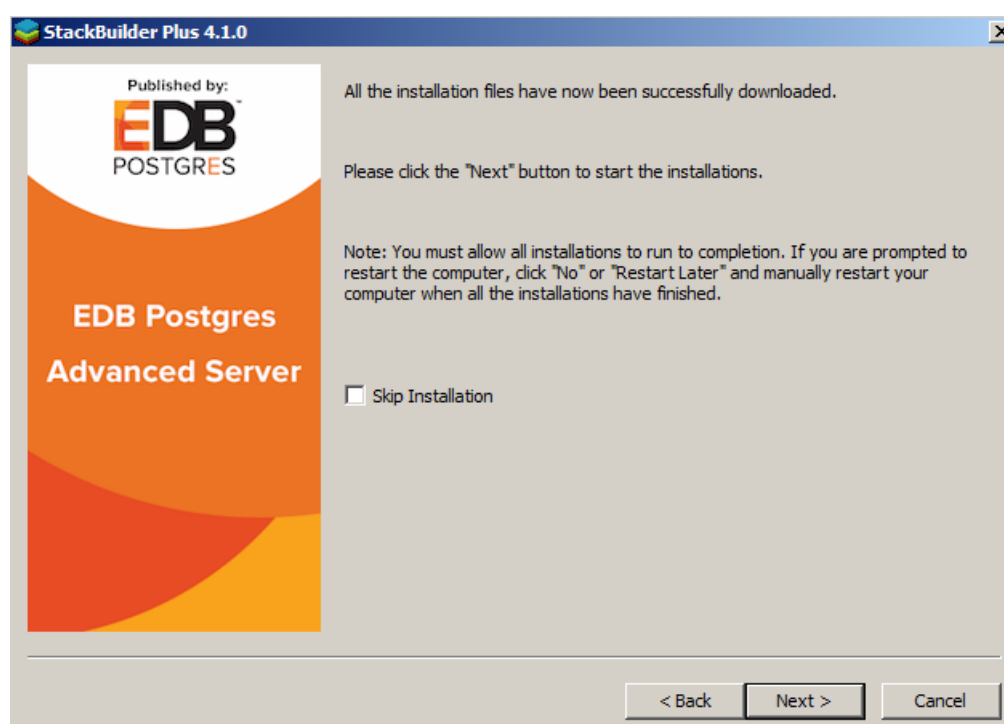 StackBuilder Plus 4.1.0
Published by:
EDB™
POSTGRES
EDB Postgres
Advanced Server
All the installation files have now been successfully downloaded.
Please click the "Next" button to start the installations.
Note: You must allow all installations to run to completion. If you are prompted to
restart the computer, click "No" or "Restart Later" and manually restart your
computer when all the installations have finished.
Skip Installation
< Back
Next >
Cancel